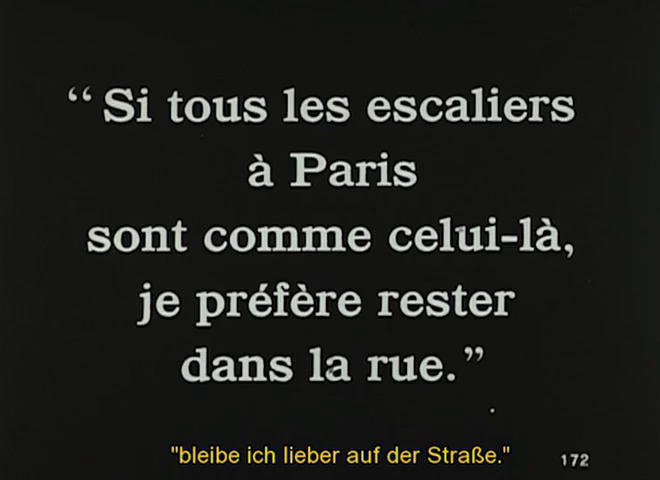 “ Si tous les escaliers
à Paris
sont comme celui-là,
je préfère rester
dans la rue.”
"bleibe ich lieber auf der Straße."
172